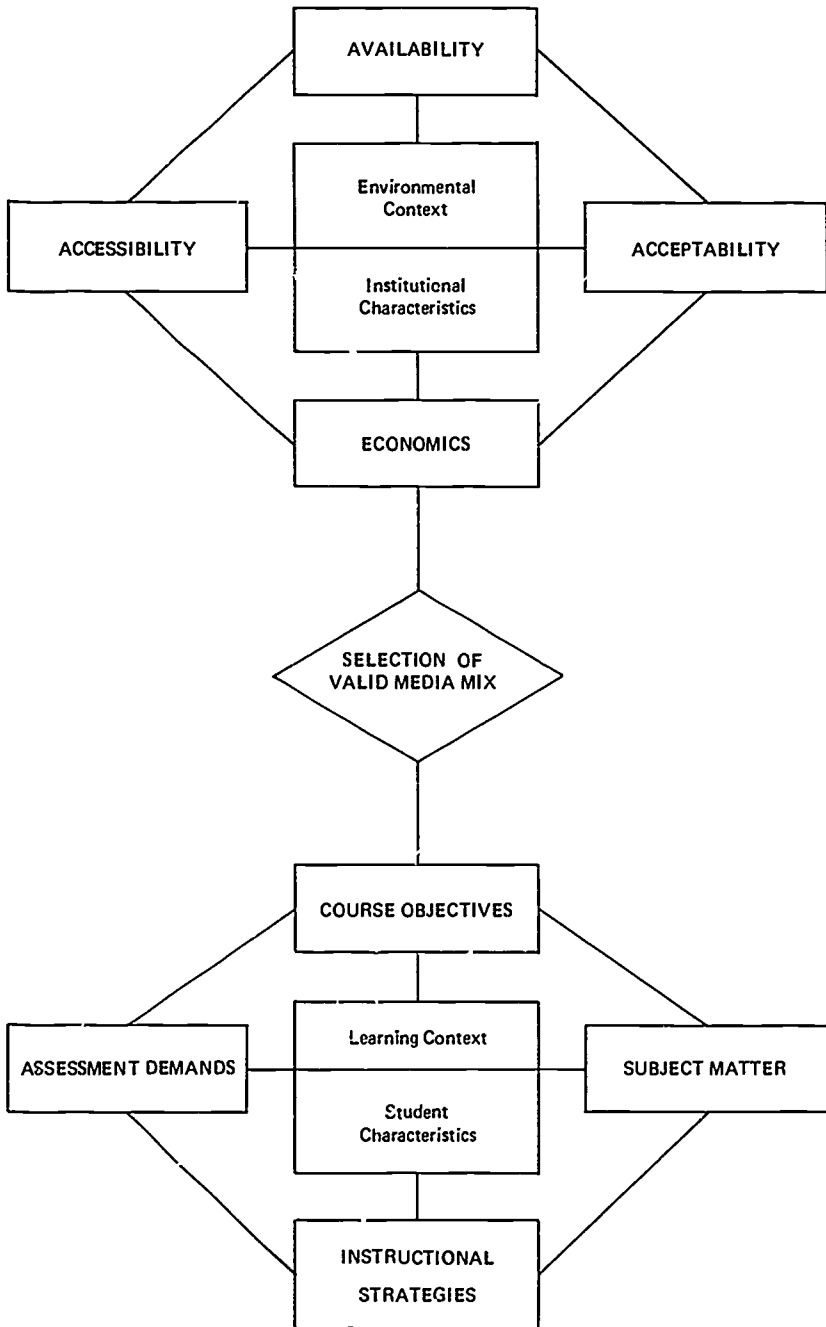 AVAILABILITY
Environmental
Context
ACCESSIBILITY
ACCEPTABILITY
Institutional
Characteristics
ECONOMICS
SELECTION OF
VALID MEDIA MIX
COURSE OBJECTIVES
Learning Context
ASSESSMENT DEMANDS
SUBJECT MATTER
Student
Characteristics
INSTRUCTIONAL
STRATEGIES